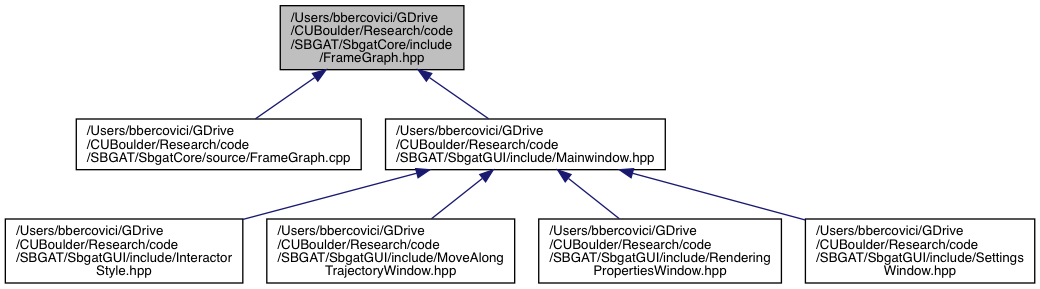 /Users/bbercovici/GDrive
/CUBoulder/Research/code
/SBGAT/SbgatCore/include
/FrameGraph.hpp
/Users/bbercovici/GDrive
/CUBoulder/Research/code
/SBGAT/SbgatCore/source/FrameGraph.cpp
/Users/bbercovici/GDrive
/CUBoulder/Research/code
/SBGAT/SbgatGUI/include/Mainwindow.hpp
/Users/bbercovici/GDrive
/CUBoulder/Research/code
/SBGAT/SbgatGUI/include/Interactor
Style.hpp
/Users/bbercovici/GDrive
/CUBoulder/Research/code
/SBGAT/SbgatGUI/include/MoveAlong
TrajectoryWindow.hpp
/Users/bbercovici/GDrive
/CUBoulder/Research/code
/SBGAT/SbgatGUI/include/Rendering
PropertiesWindow.hpp
/Users/bbercovici/GDrive
/CUBoulder/Research/code
/SBGAT/SbgatGUI/include/Settings
Window.hpp